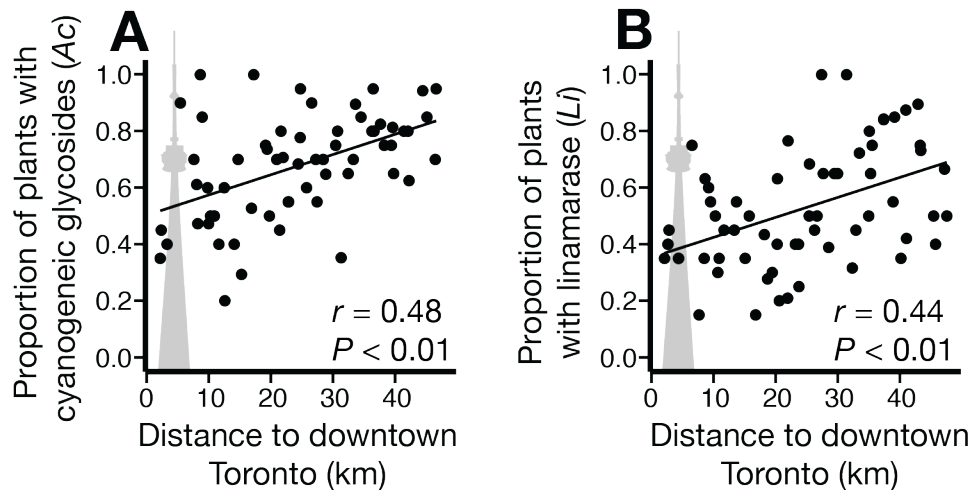 A
Proportion of plants with
cyanogeneic glycosides (Ac)
1.0
0.8
0.6
0.4
0.2
0.0
r = 0.48
P < 0.01
0 10 20 30 40
Distance to downtown
Toronto (km)
B
Proportion of plants
with linamarase (Li)
1.0
0.8
0.6
0.4
0.2
0.0
r = 0.44
P < 0.01
0 10 20 30 40
Distance to downtown
Toronto (km)